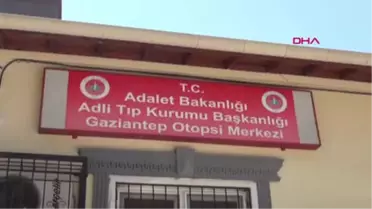 DHA
T.C.
Adalet Bakanlığı
Adli Tıp Kurumu Başkanlığı
Gaziantep Otopsi Merkezi